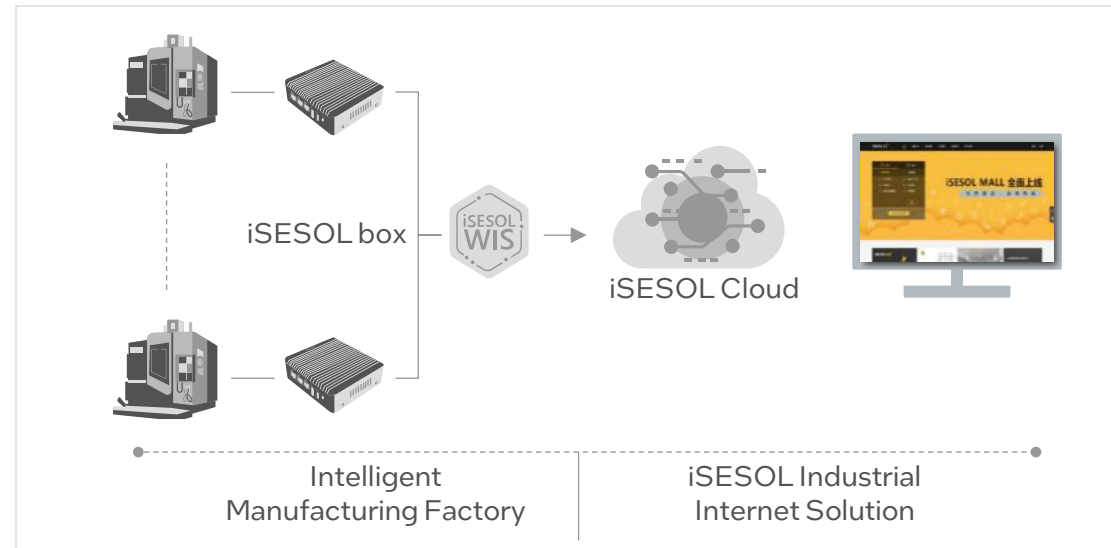 iSESOL MALL 全面上线
iSESOL box
iSESOL
WIS
iSESOL Cloud
Intelligent
Manufacturing Factory
iSESOL Industrial
Internet Solution